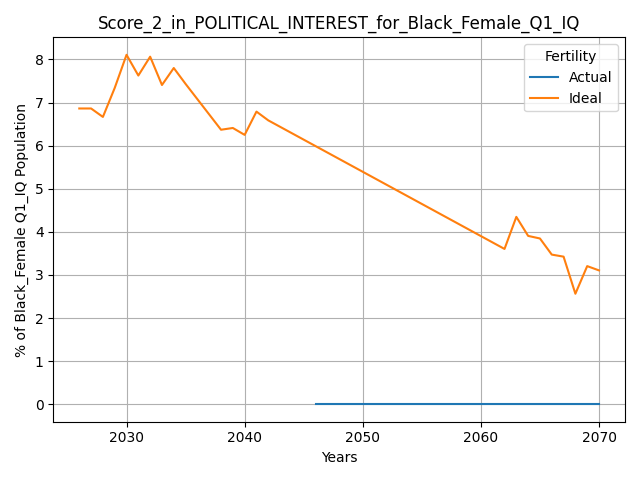 Score_2_in_POLITICAL_INTEREST_for_Black_Female_Q1_IQ
Fertility
Actual
Ideal
% of Black_Female Q1_IQ Population
8
7
6
5
4
3
2
1
0
2030
2040
2050
2060
2070
Years